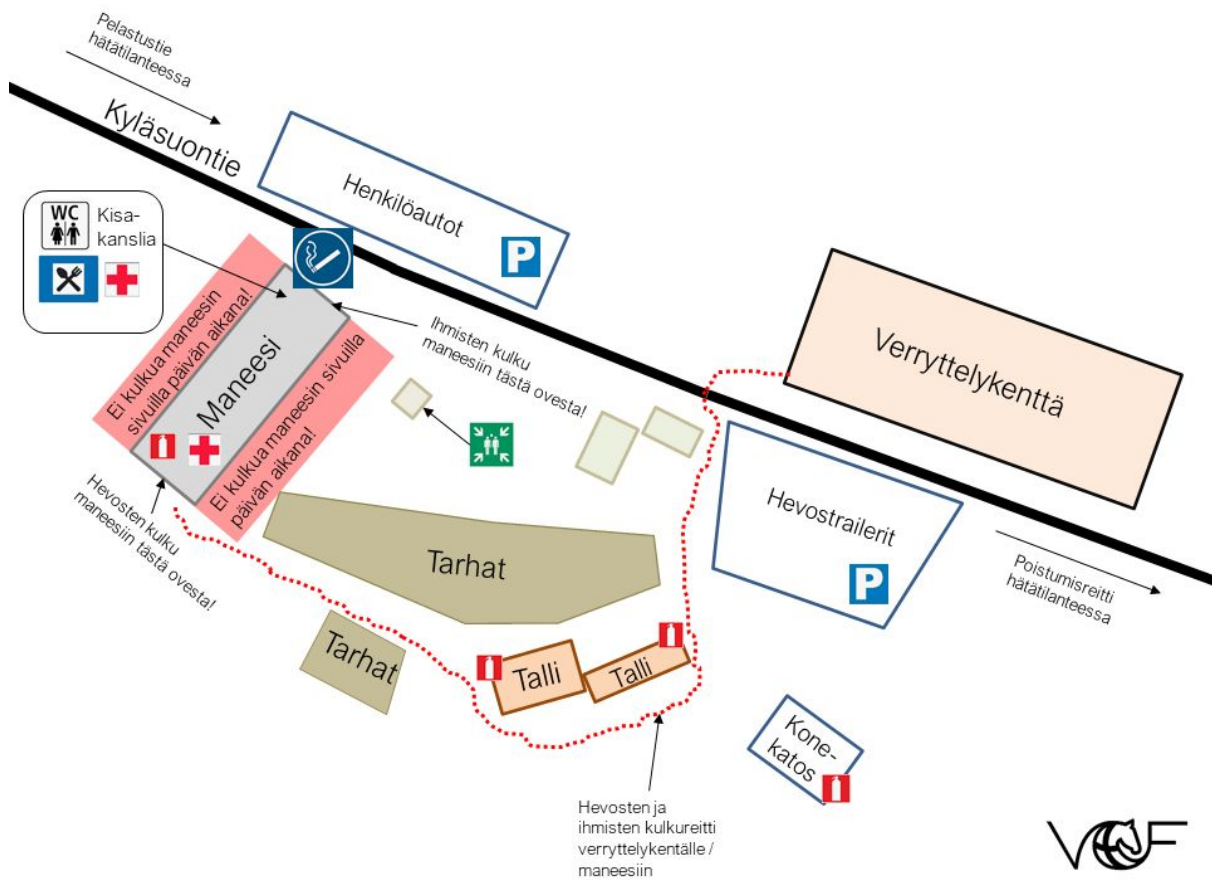 Pelastustie
hätätilanteessa
Kyläsuontie
Henkilöautot
P
WC
Kisa-
kanslia
Ei kulkua maneesin
sivuilla päivän aikana!
Maneesi
Ei kulkua maneesin sivuilla
päivän aikana!
Ihmisten kulku
maneesiin tästä ovesta!
Verryttelykenttä
Hevosten kulku
maneesiin tästä ovesta!
Hevostrailerit
P
Tarhat
Poistumisreitti
hätätilanteessa
Tarhat
Talli
Talli
Kone-
katos
Hevosten ja
ihmisten kulkureitti
verryttelykentälle /
maneesiin